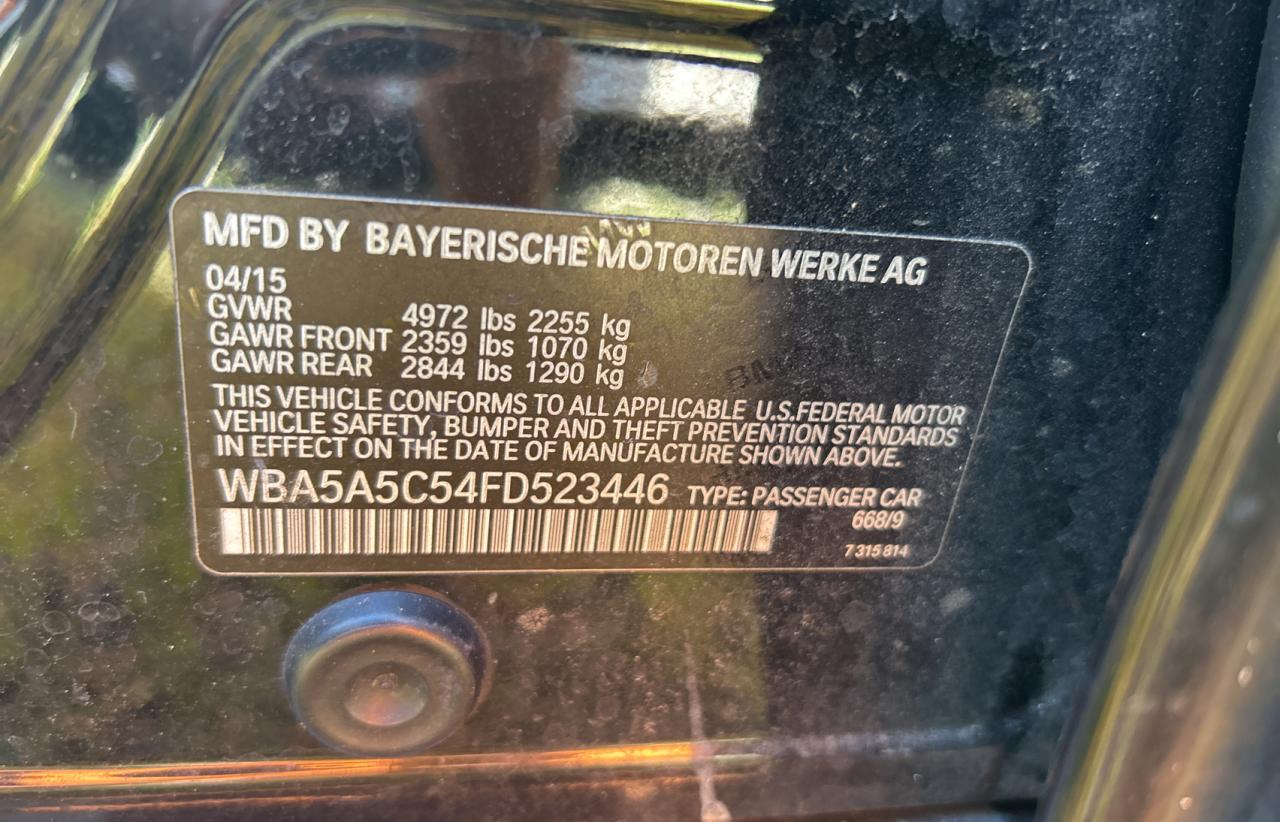 MFD BY BAYERISCHE MOTOREN WERKE AG
04/15
GVWR 4972 lbs 2255 kg
GAWR FRONT 2359 lbs 1070 kg
GAWR REAR 2844 lbs 1290 kg
THIS VEHICLE CONFORMS TO ALL APPLICABLE U.S.FEDERAL MOTOR
VEHICLE SAFETY, BUMPER AND THEFT PREVENTION STANDARDS
IN EFFECT ON THE DATE OF MANUFACTURE SHOWN ABOVE.
WBA5A5C54FD523446 TYPE: PASSENGER CAR
668/9
7 315 814